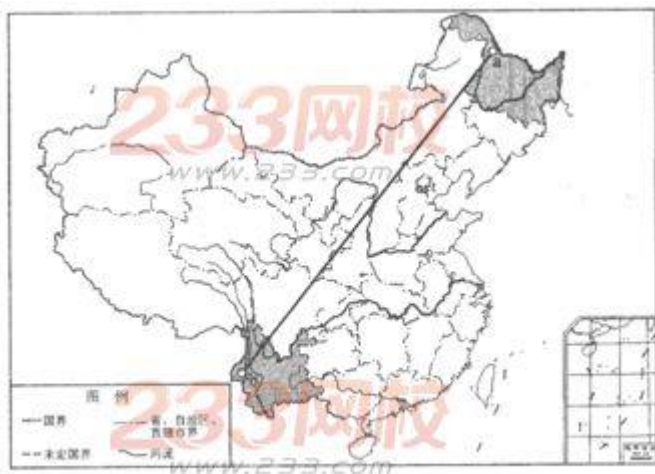 233网校
www.233.com
图 例
国界
省、自治区、
直辖市界
未定国界
河流
233网校
www.233.com